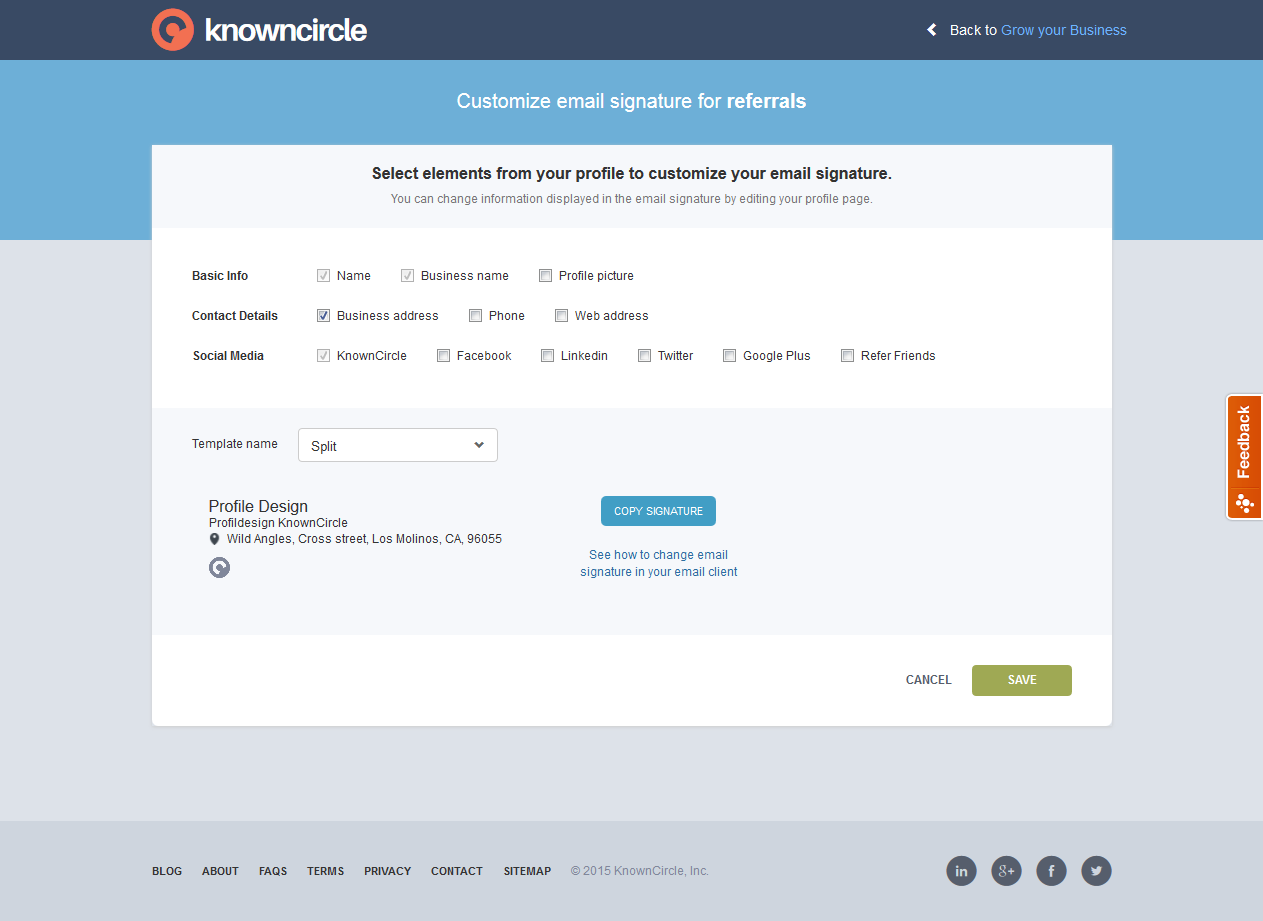 knowncircle
Back to Grow your Business
Customize email signature for referrals
Select elements from your profile to customize your email signature.
You can change information displayed in the email signature by editing your profile page.
Basic Info Name Business name Profile picture
Contact Details Business address Phone Web address
Social Media KnownCircle Facebook Linkedin Twitter Google Plus Refer Friends
Feedback
Template name Split
Profile Design
Profildesign KnownCircle
Wild Angles, Cross street, Los Molinos, CA, 96055
COPY SIGNATURE
See how to change email
signature in your email client
CANCEL SAVE
BLOG ABOUT FAQS TERMS PRIVACY CONTACT SITEMAP © 2015 KnownCircle, Inc. in g+ f